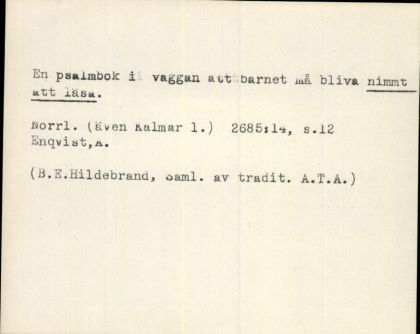 En psalmbok i vaggan att barnet må bliva nimmt
att läsa.
Norrl. (även Kalmar l.) 2685:14, s.12
Enqvist,A.
(B.E.Hildebrand, Saml. av tradit. A.T.A.)